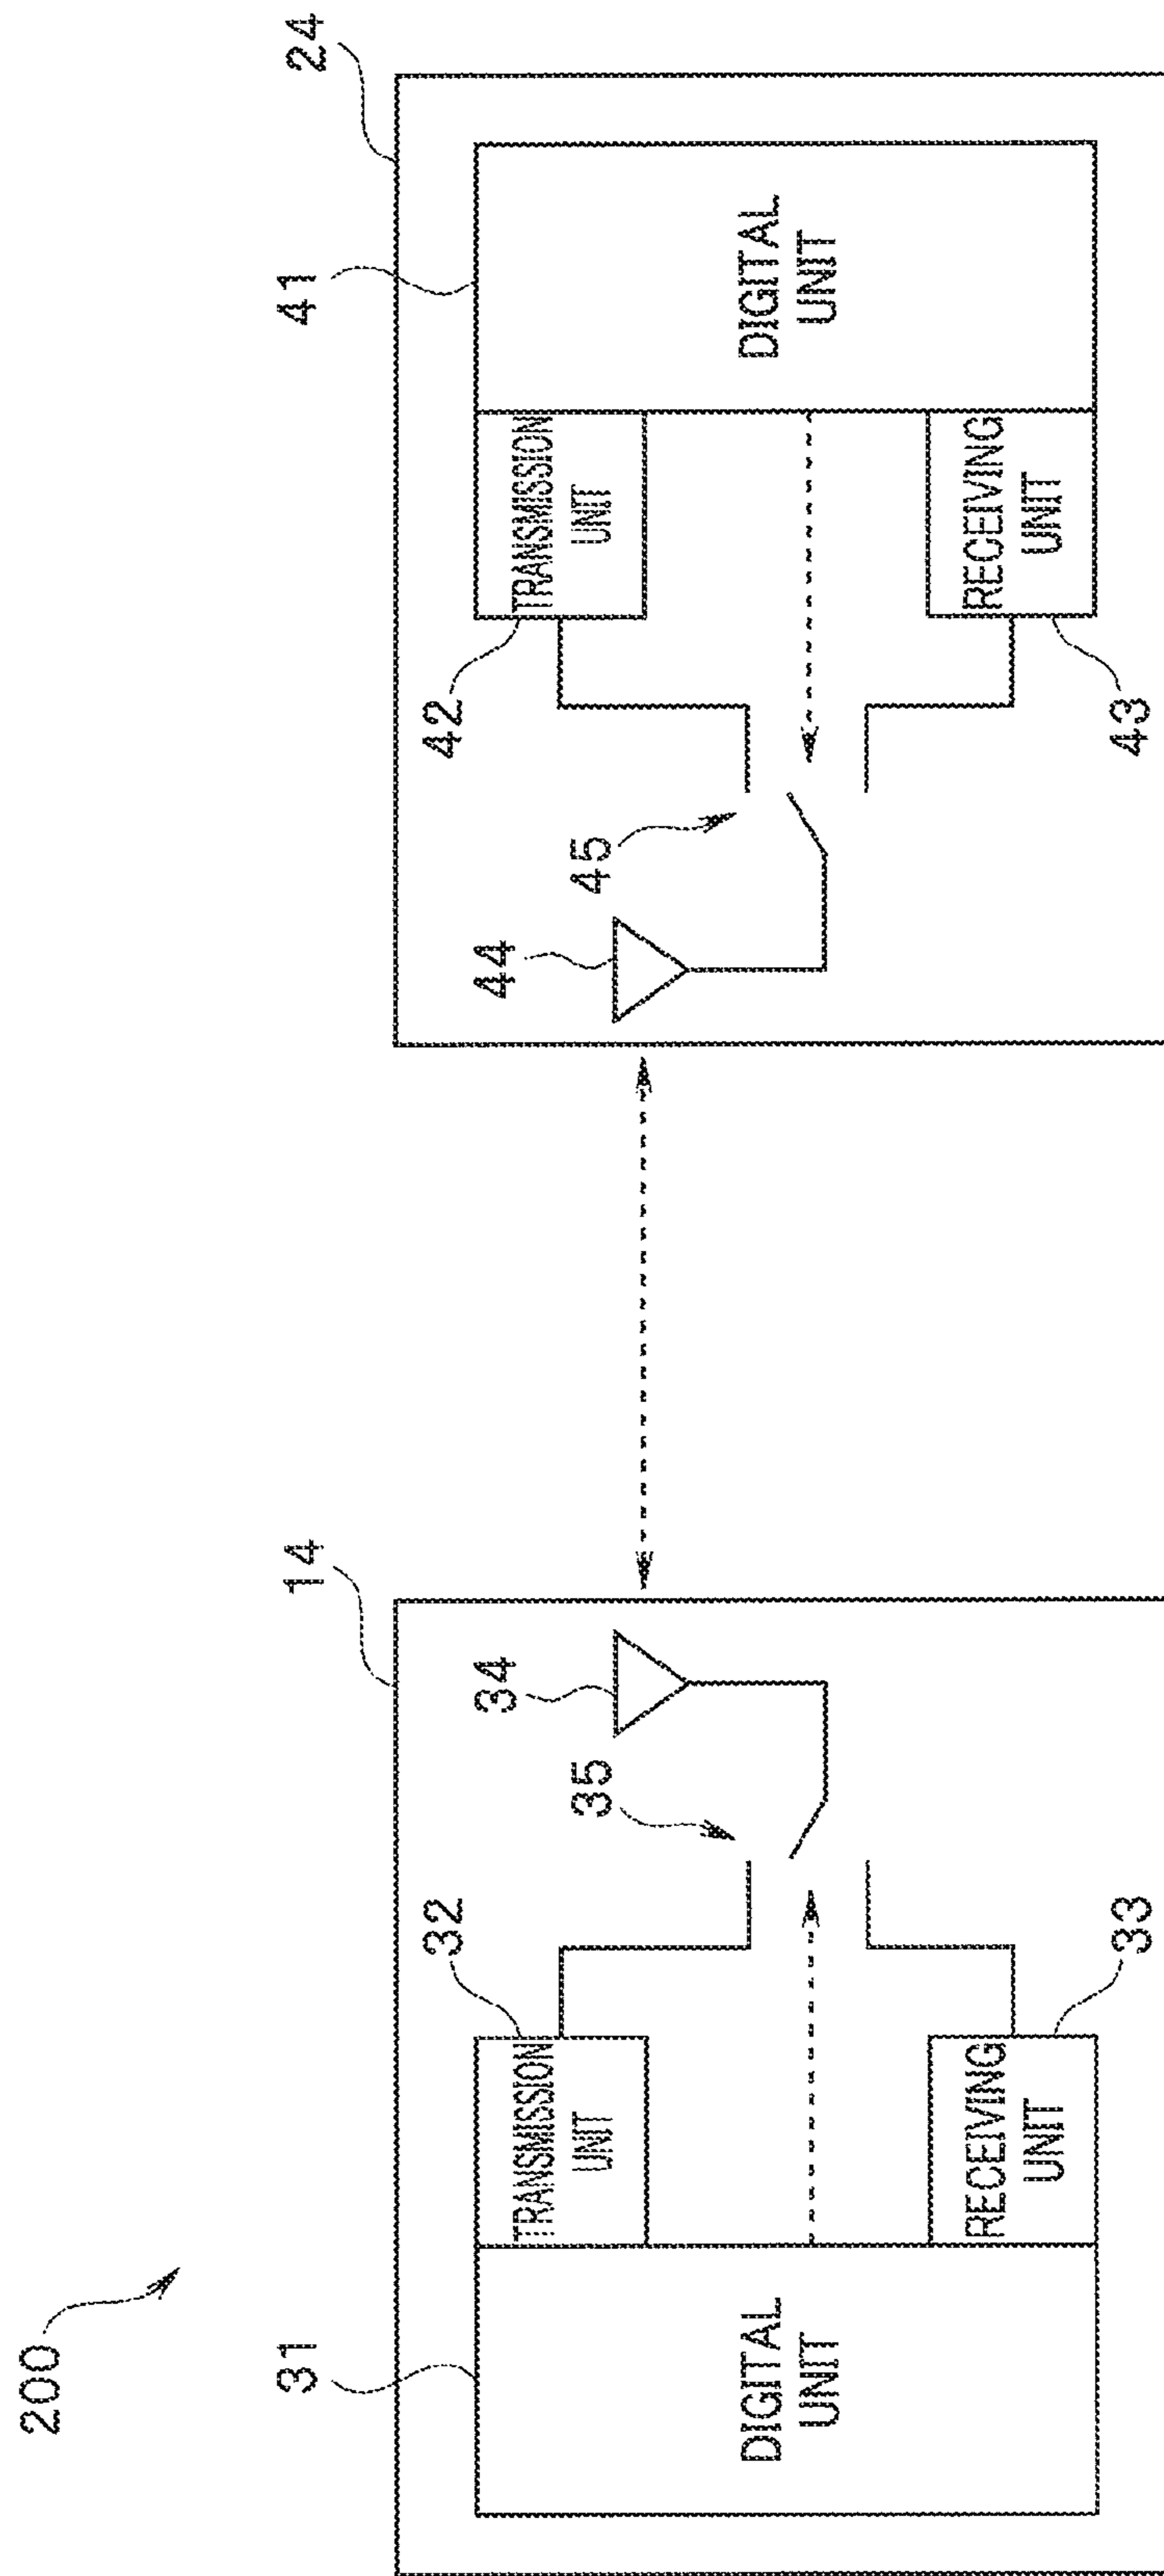 200
14
24
31
DIGITAL
UNIT
32
TRANSMISSION
UNIT
35
34
33
RECEIVING
UNIT
44
45
42
TRANSMISSION
UNIT
41
DIGITAL
UNIT
43
RECEIVING
UNIT